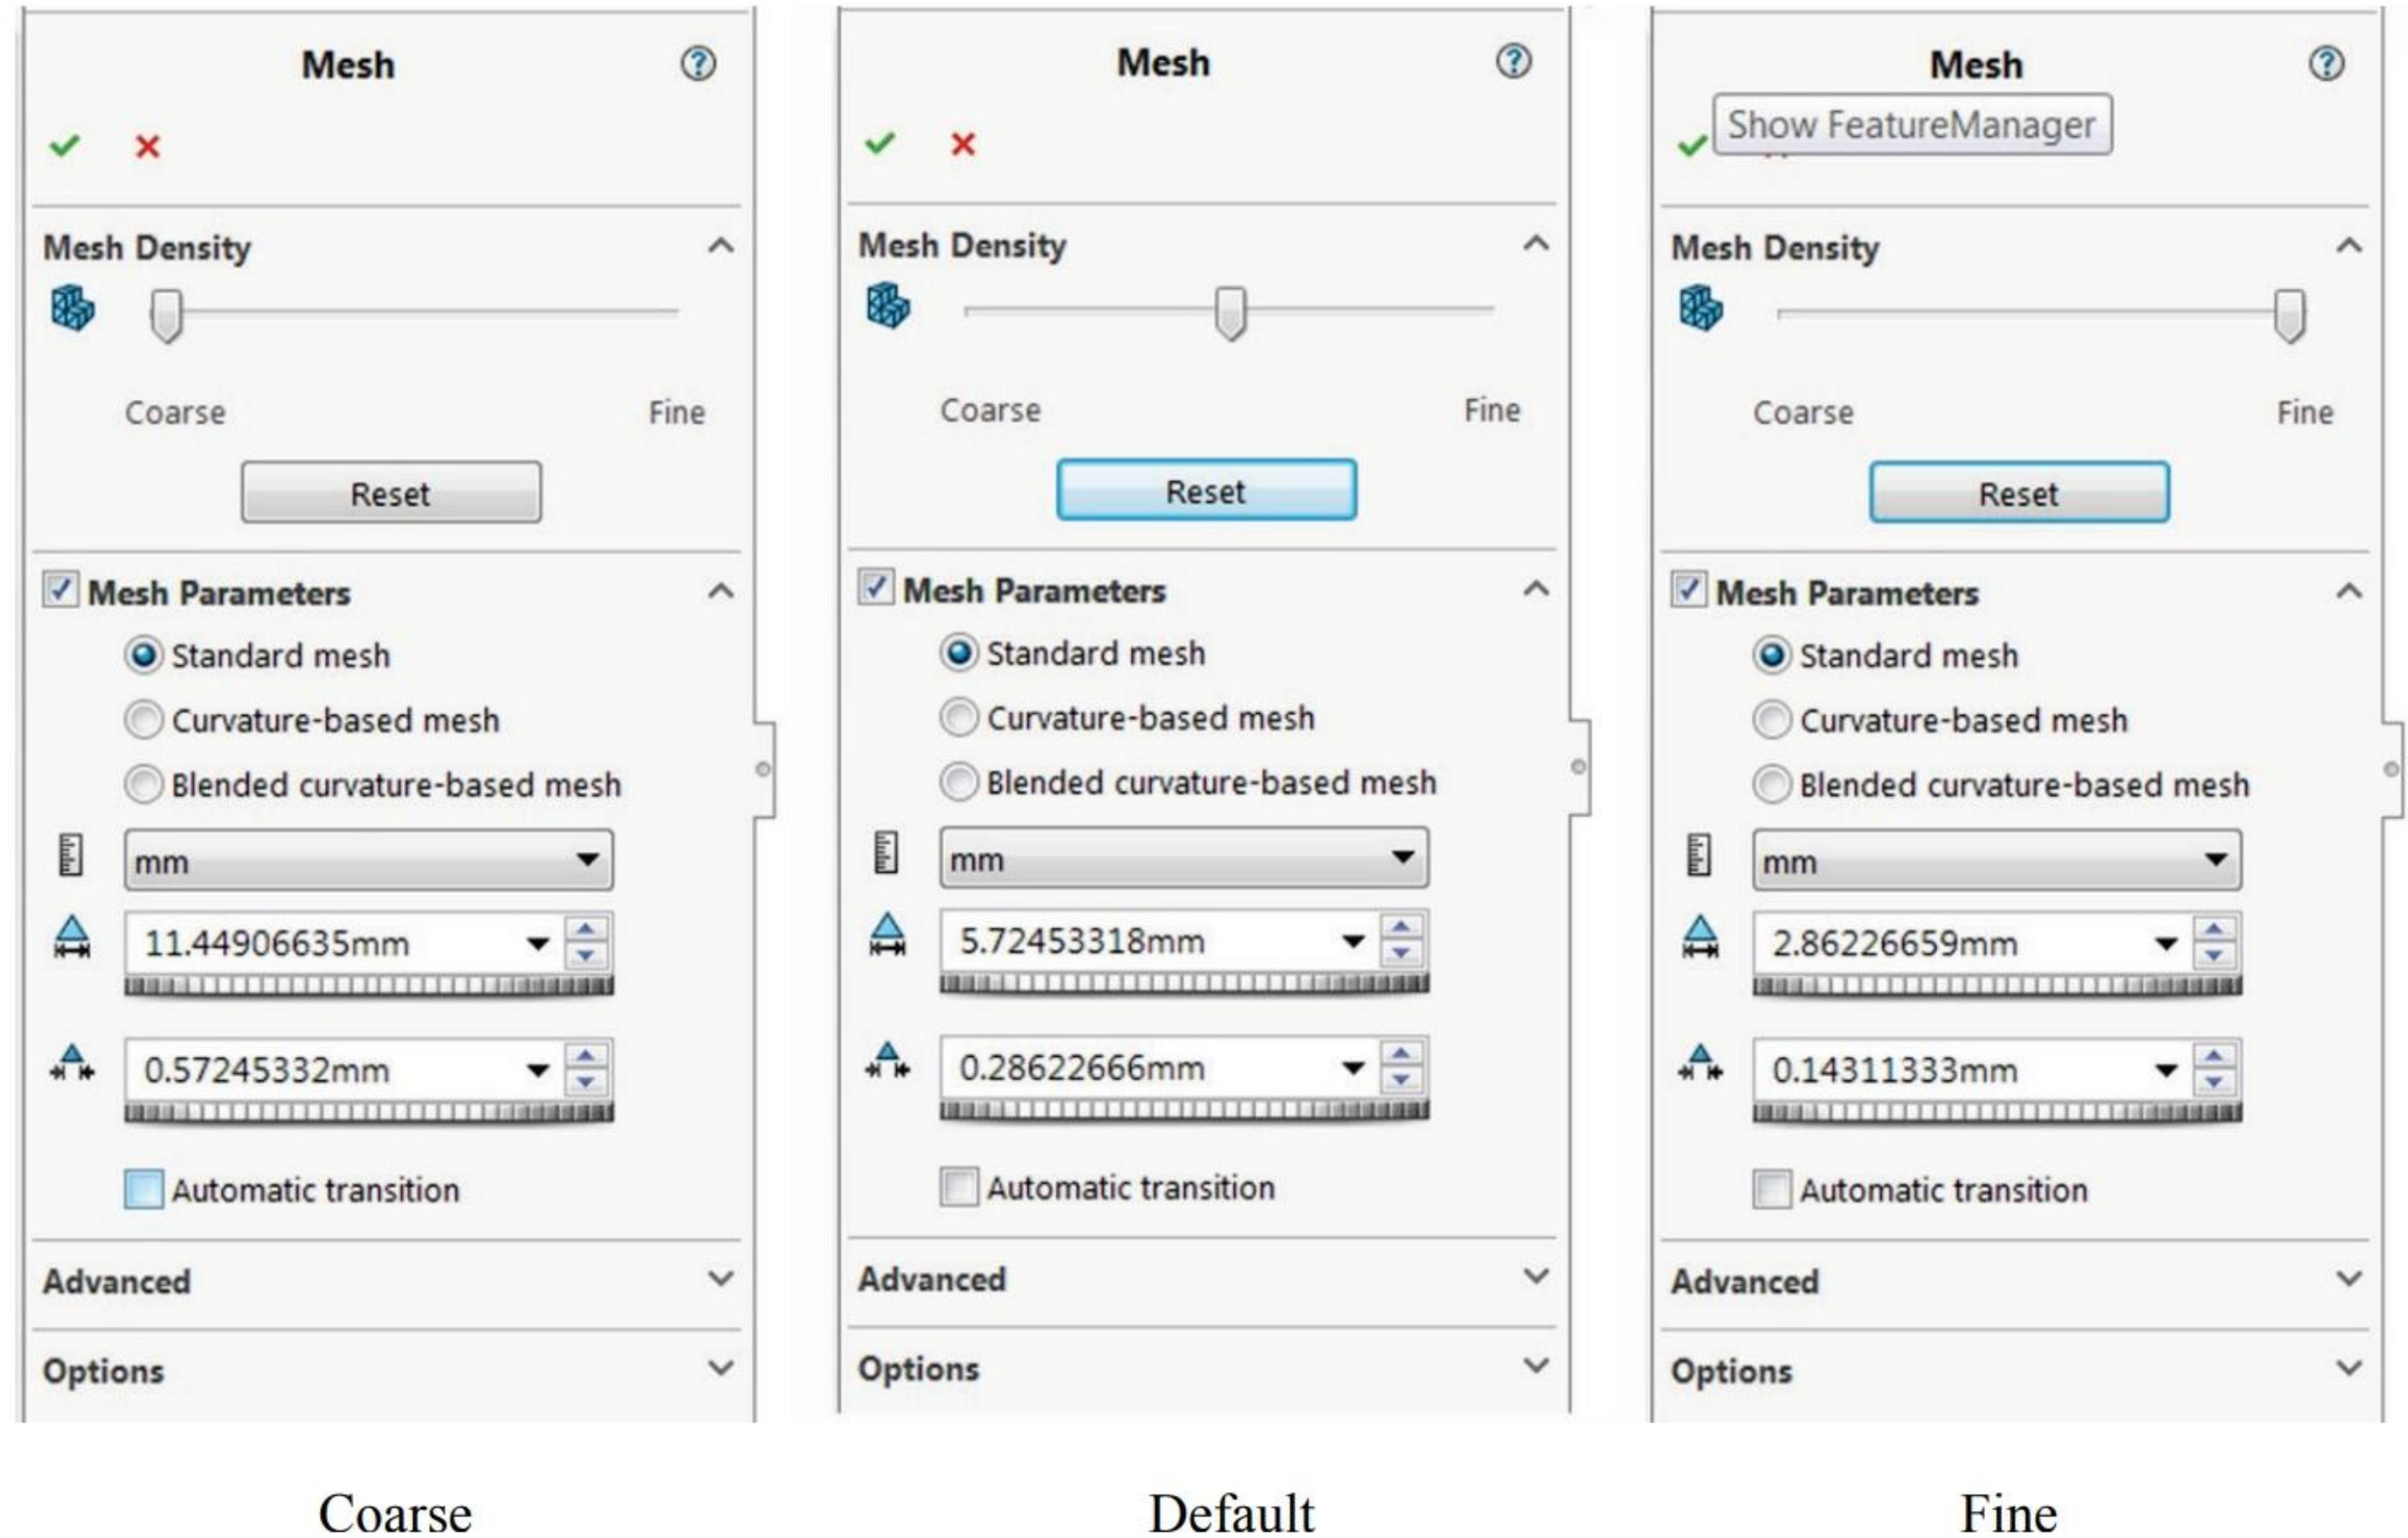 Mesh
Mesh Density
Coarse Fine
Reset
Mesh Parameters
Standard mesh
Curvature-based mesh
Blended curvature-based mesh
mm
11.44906635mm
0.57245332mm
Automatic transition
Advanced
Options
Coarse
Mesh
Mesh Density
Coarse Fine
Reset
Mesh Parameters
Standard mesh
Curvature-based mesh
Blended curvature-based mesh
mm
5.72453318mm
0.28622666mm
Automatic transition
Advanced
Options
Default
Mesh
Show FeatureManager
Mesh Density
Coarse Fine
Reset
Mesh Parameters
Standard mesh
Curvature-based mesh
Blended curvature-based mesh
mm
2.86226659mm
0.14311333mm
Automatic transition
Advanced
Options
Fine